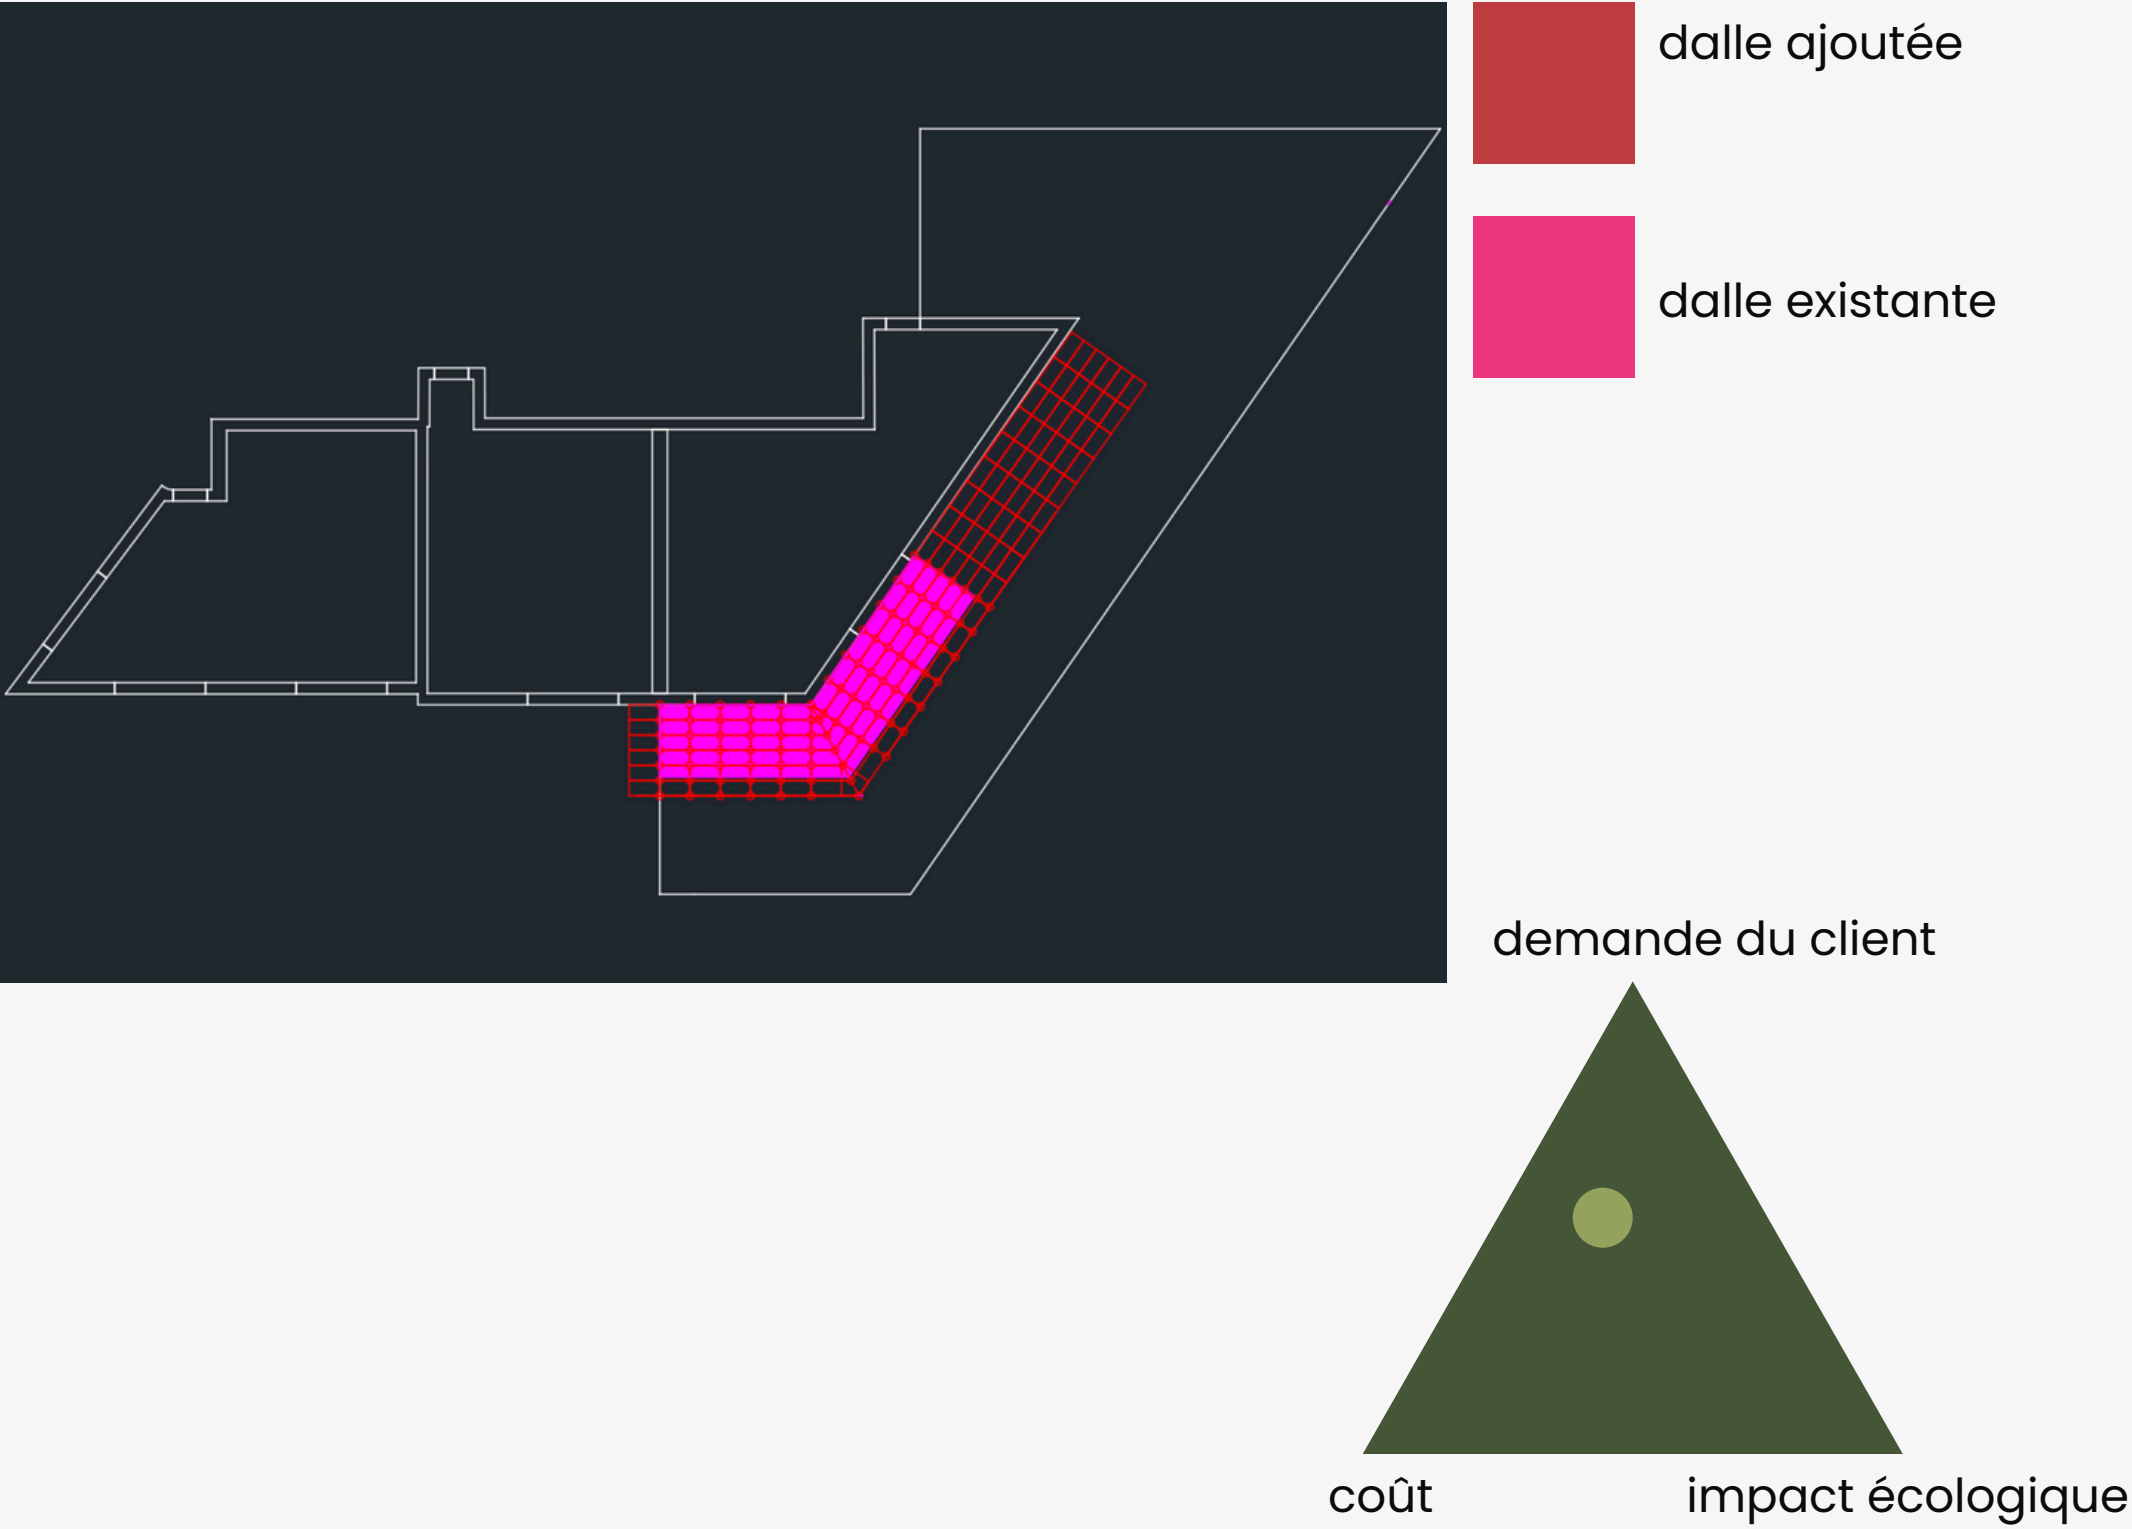 dalle ajoutée
dalle existante
demande du client
coût
impact écologique